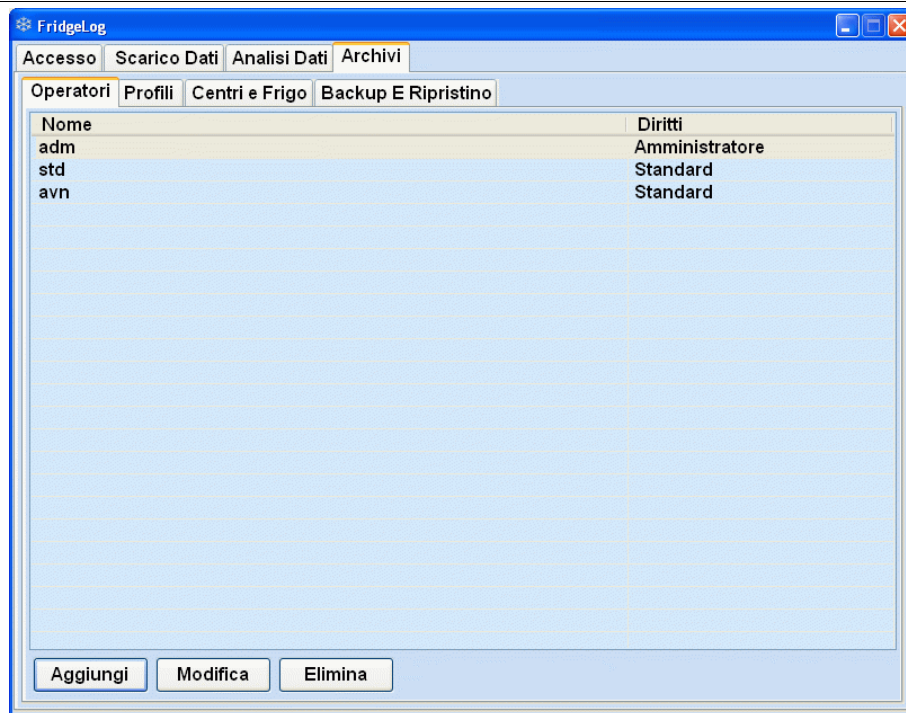 FridgeLog
Accesso Scarico Dati Analisi Dati Archivi
Operatori Profili Centri e Frigo Backup E Ripristino
Nome Diritti
adm Amministratore
std Standard
avn Standard
Aggiungi Modifica Elimina